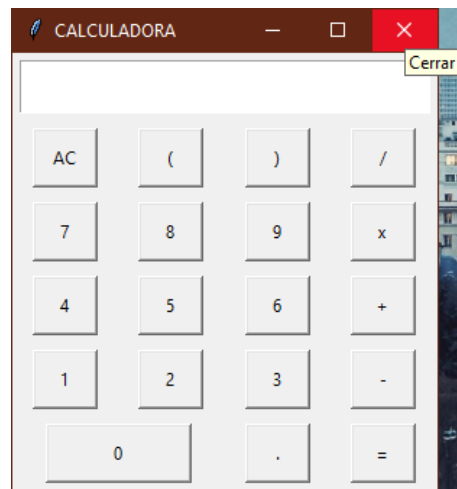 CALCULADORA
Cerrar
AC ( ) /
7 8 9 x
4 5 6 +
1 2 3 -
0 . =